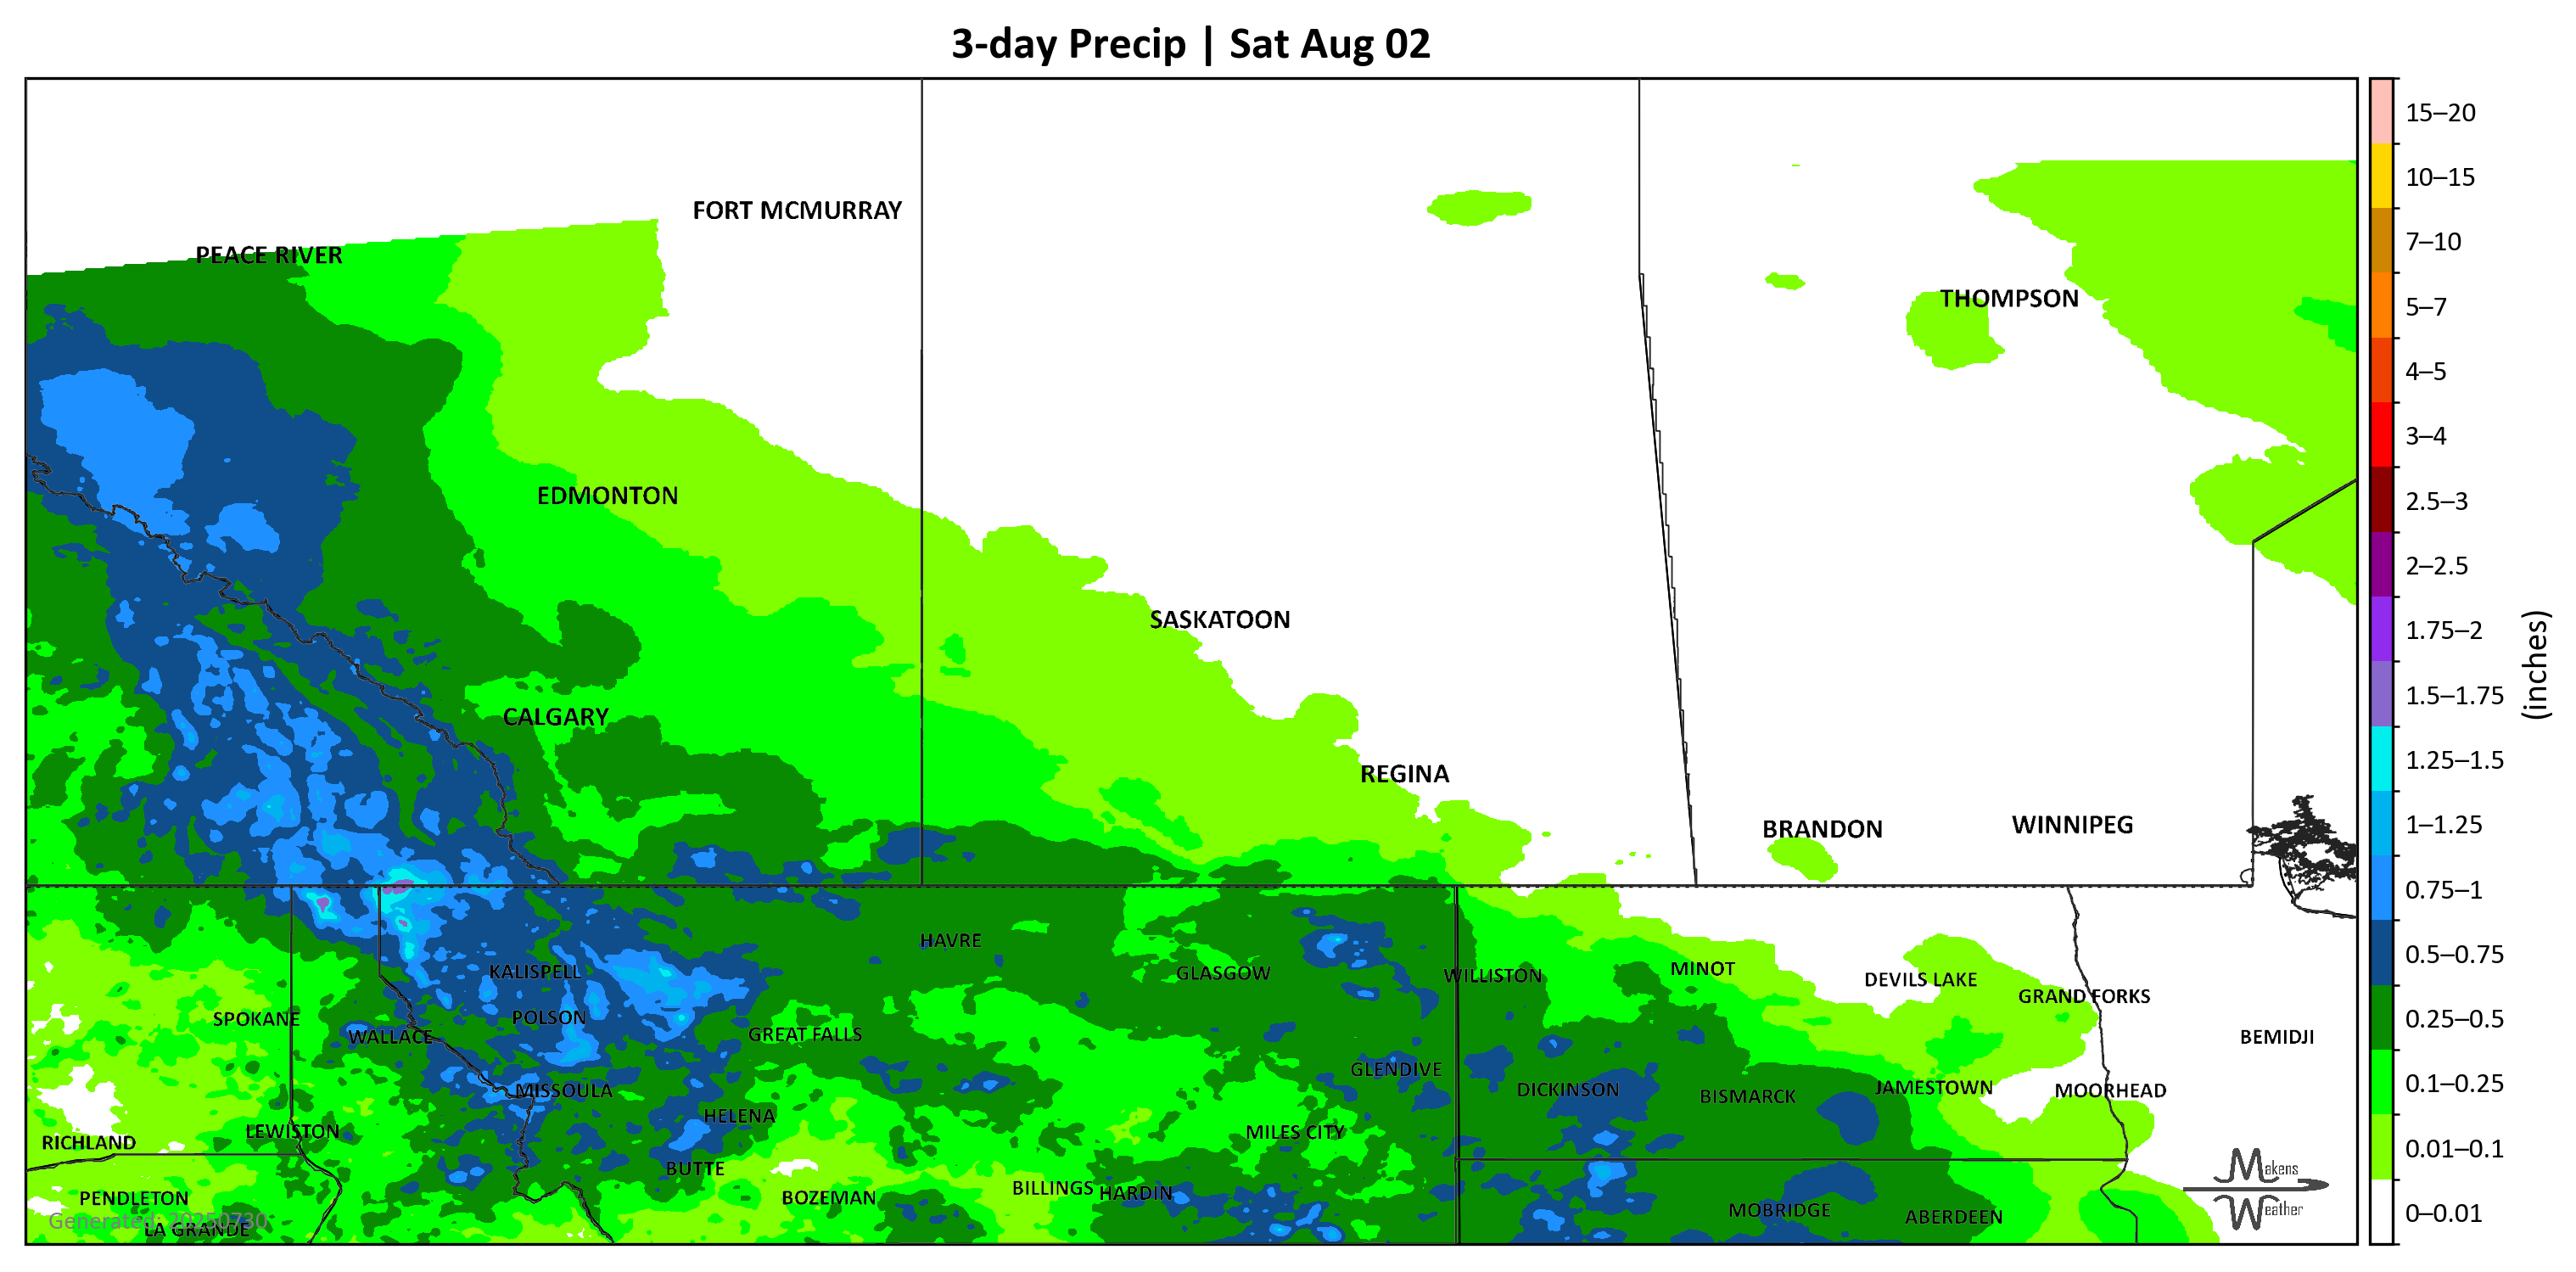 3-day Precip | Sat Aug 02
FORT MCMURRAY
PEACE RIVER
THOMPSON
EDMONTON
SASKATOON
CALGARY
REGINA
BRANDON
WINNIPEG
HAVRE
KALISPELL
GLASGOW
WILLISTON
MINOT
DEVILS LAKE
GRAND FORKS
SPOKANE
POLSON
WALLACE
GREAT FALLS
BEMIDJI
GLENDIVE
MISSOULA
DICKINSON
BISMARCK
JAMESTOWN
MOORHEAD
HELENA
LEWISTON
MILES CITY
RICHLAND
BUTTE
BILLINGS
HARDIN
PENDLETON
BOZEMAN
MOBRIDGE
ABERDEEN
Generated: 20250730
LA GRANDE
Makens
Weather
15–20
10–15
7–10
5–7
4–5
3–4
2.5–3
2–2.5
1.75–2
1.5–1.75
1.25–1.5
1–1.25
0.75–1
0.5–0.75
0.25–0.5
0.1–0.25
0.01–0.1
0–0.01
(inches)